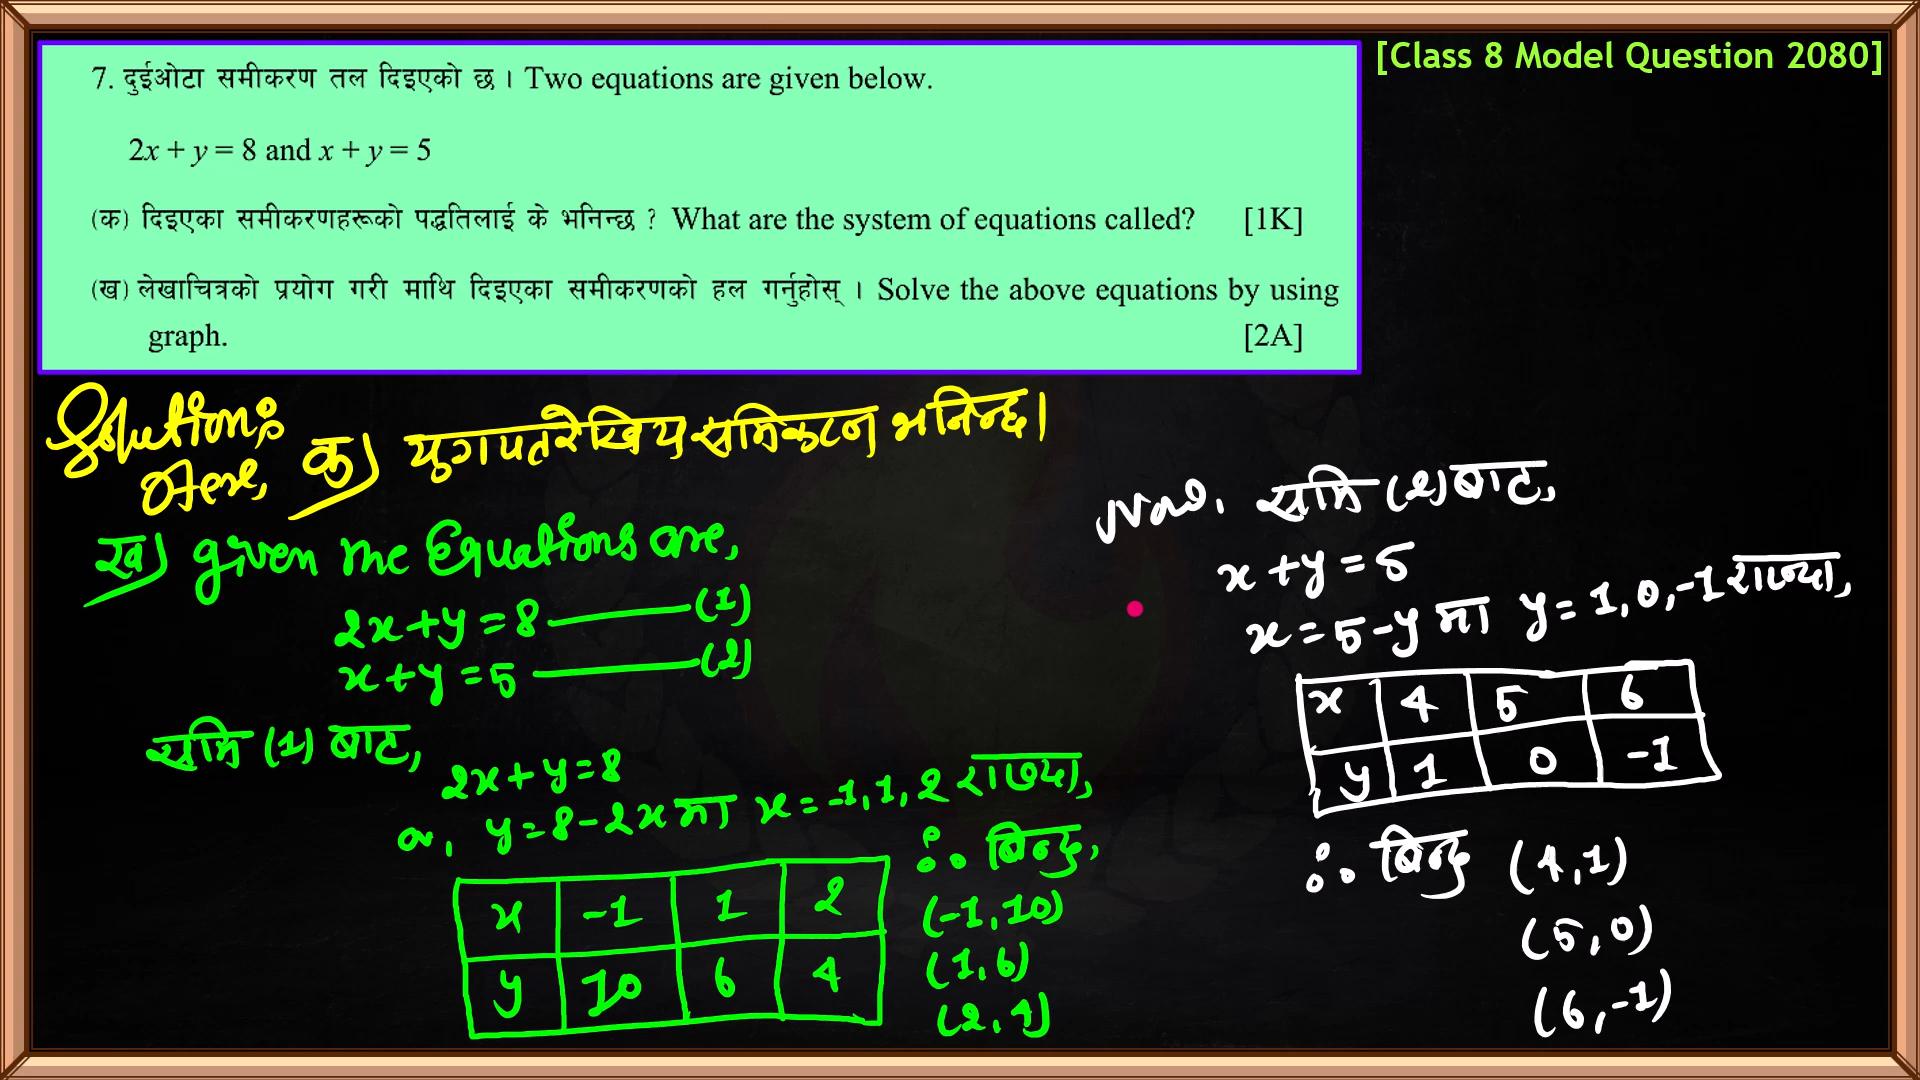 [Class 8 Model Question 2080]
7. दुईओटा समीकरण तल दिइएको छ । Two equations are given below.
2x + y = 8 and x + y = 5
(क) दिइएका समीकरणहरूको पद्धतिलाई के भनिन्छ ? What are the system of equations called? [1K]
(ख) लेखाचित्रको प्रयोग गरी माथि दिइएका समीकरणको हल गर्नुहोस् । Solve the above equations by using
graph. [2A]
Solution:
Here, क) युगपतरेखिय समिकरण भनिन्छ।
ख) given the Equations are,
2x+y=8 (1)
x+y=5 (2)
समि (1) बाट,
2x+y=8
or, y=8-2x मा x=-1,1,2 राख्दा,
x -1 1 2
y 10 6 4
∴ बिन्दु,
(-1,10)
(1,6)
(2,4)
Now, समि (2) बाट,
x+y=5
x=5-y मा y=1,0,-1 राख्दा,
x 4 5 6
y 1 0 -1
∴ बिन्दु (4,1)
(5,0)
(6,-1)